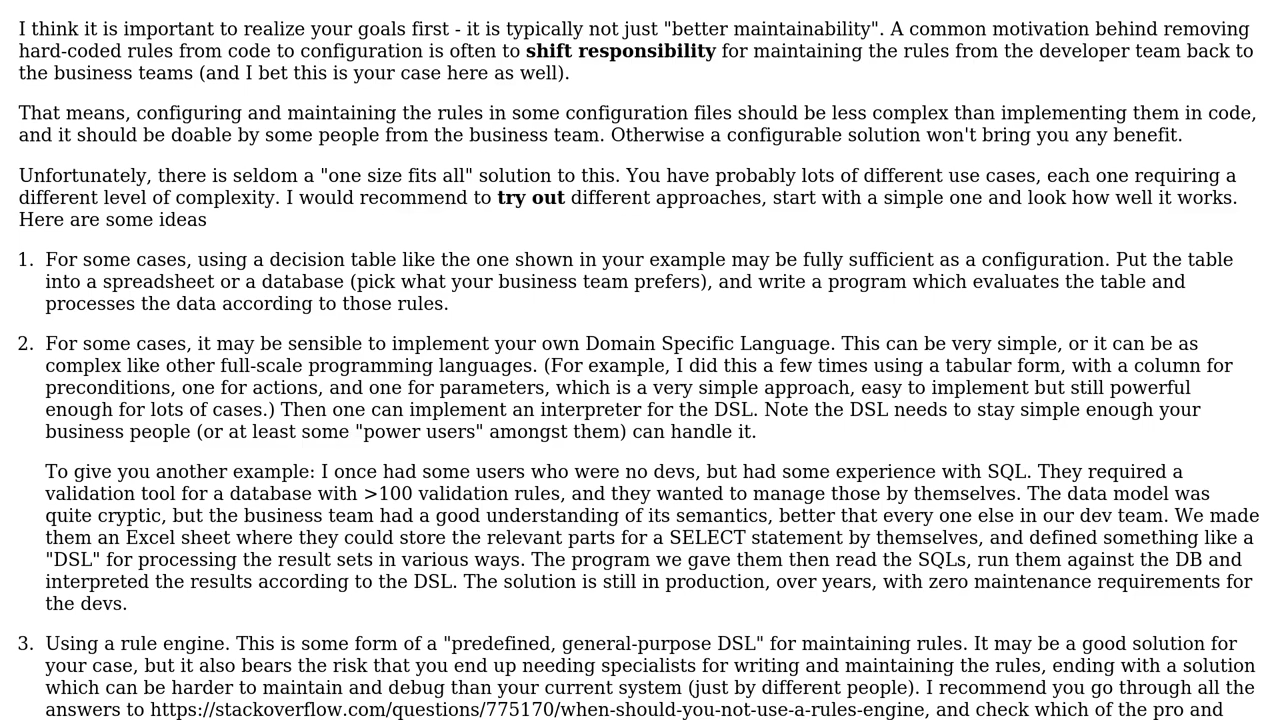 I think it is important to realize your goals first - it is typically not just "better maintainability". A common motivation behind removing
hard-coded rules from code to configuration is often to shift responsibility for maintaining the rules from the developer team back to
the business teams (and I bet this is your case here as well).
That means, configuring and maintaining the rules in some configuration files should be less complex than implementing them in code,
and it should be doable by some people from the business team. Otherwise a configurable solution won't bring you any benefit.
Unfortunately, there is seldom a "one size fits all" solution to this. You have probably lots of different use cases, each one requiring a
different level of complexity. I would recommend to try out different approaches, start with a simple one and look how well it works.
Here are some ideas
1. For some cases, using a decision table like the one shown in your example may be fully sufficient as a configuration. Put the table
into a spreadsheet or a database (pick what your business team prefers), and write a program which evaluates the table and
processes the data according to those rules.
2. For some cases, it may be sensible to implement your own Domain Specific Language. This can be very simple, or it can be as
complex like other full-scale programming languages. (For example, I did this a few times using a tabular form, with a column for
preconditions, one for actions, and one for parameters, which is a very simple approach, easy to implement but still powerful
enough for lots of cases.) Then one can implement an interpreter for the DSL. Note the DSL needs to stay simple enough your
business people (or at least some "power users" amongst them) can handle it.
To give you another example: I once had some users who were no devs, but had some experience with SQL. They required a
validation tool for a database with >100 validation rules, and they wanted to manage those by themselves. The data model was
quite cryptic, but the business team had a good understanding of its semantics, better that every one else in our dev team. We made
them an Excel sheet where they could store the relevant parts for a SELECT statement by themselves, and defined something like a
"DSL" for processing the result sets in various ways. The program we gave them then read the SQLs, run them against the DB and
interpreted the results according to the DSL. The solution is still in production, over years, with zero maintenance requirements for
the devs.
3. Using a rule engine. This is some form of a "predefined, general-purpose DSL" for maintaining rules. It may be a good solution for
your case, but it also bears the risk that you end up needing specialists for writing and maintaining the rules, ending with a solution
which can be harder to maintain and debug than your current system (just by different people). I recommend you go through all the
answers to https://stackoverflow.com/questions/775170/when-should-you-not-use-a-rules-engine, and check which of the pro and